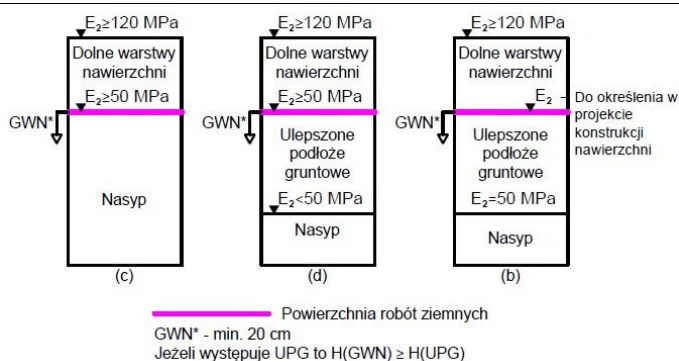 E₂≥120 MPa
Dolne warstwy
nawierzchni
E₂≥50 MPa
GWN*
Nasyp
(c)
E₂≥120 MPa
Dolne warstwy
nawierzchni
E₂≥50 MPa
GWN*
Ulepszone
podłoże
gruntowe
E₂<50 MPa
Nasyp
(d)
E₂≥120 MPa
Dolne warstwy
nawierzchni
E₂ - Do określenia w
projekcie
konstrukcji
nawierzchni
GWN*
Ulepszone
podłoże
gruntowe
E₂=50 MPa
Nasyp
(b)
Powierzchnia robót ziemnych
GWN* - min. 20 cm
Jeżeli występuje UPG to H(GWN) ≥ H(UPG)